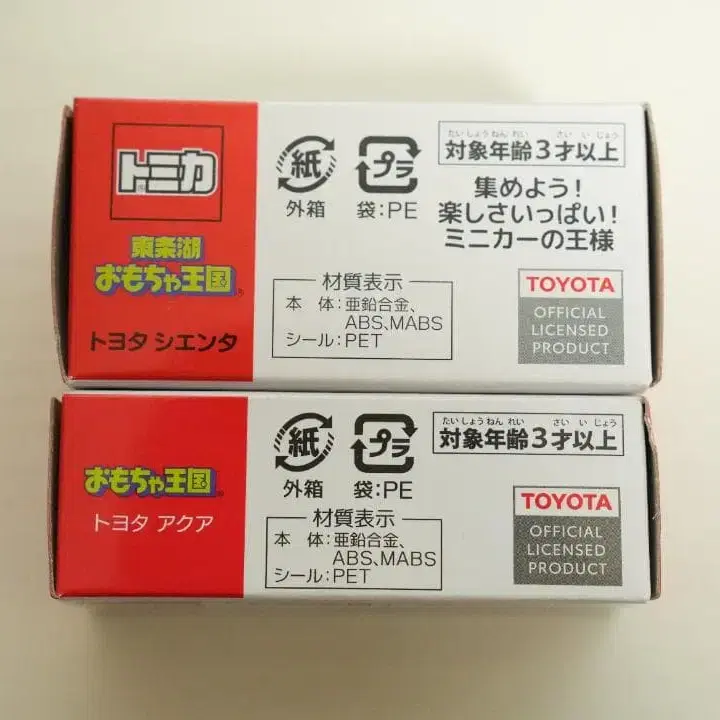 トミカ
東条湖
おもちゃ王国®
トヨタ シエンタ
紙
外箱
プラ
袋:PE
材質表示
本 体:亜鉛合金、
ABS、MABS
シール:PET
たいしょうねんれい さい い じょう
対象年齢3才以上
集めよう!
楽しさいっぱい!
ミニカーの王様
TOYOTA
OFFICIAL
LICENSED
PRODUCT
おもちゃ王国®
トヨタ アクア
紙
外箱
プラ
袋:PE
材質表示
本 体:亜鉛合金、
ABS、MABS
シール:PET
たいしょうねんれい さい い じょう
対象年齢3才以上
TOYOTA
OFFICIAL
LICENSED
PRODUCT